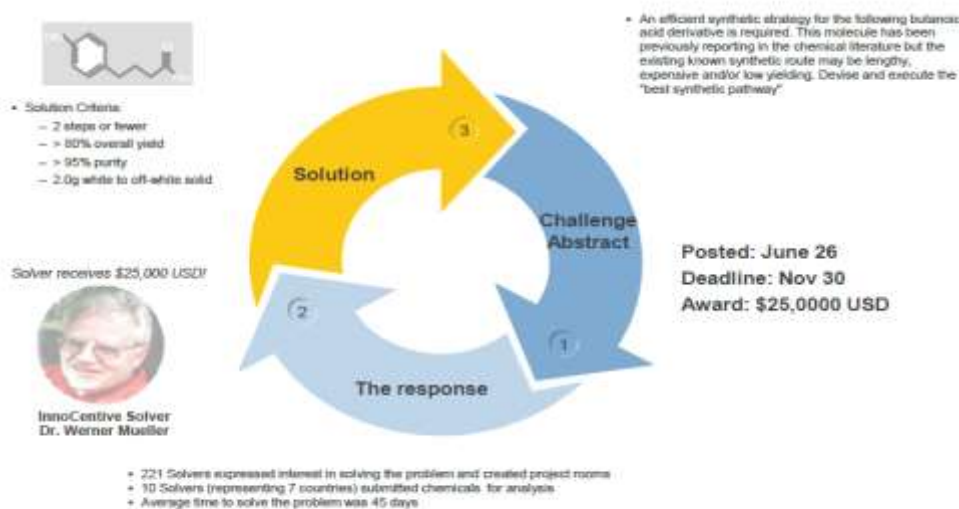 • An efficient synthetic strategy for the following butanoic
acid derivative is required. This molecule has been
previously reporting in the chemical literature but the
existing known synthetic route may be lengthy,
expensive and/or low yielding. Devise and execute the
"best synthetic pathway"
• Solution Criteria
– 2 steps or fewer
– > 80% overall yield
– > 95% purity
– 2.0g white to off-white solid
3
Solution
Challenge
Abstract
Posted: June 26
Deadline: Nov 30
Award: $25,0000 USD
Solver receives $25,000 USD!
2
1
The response
InnoCentive Solver
Dr. Werner Mueller
• 221 Solvers expressed interest in solving the problem and created project rooms
• 10 Solvers (representing 7 countries) submitted chemicals for analysis
• Average time to solve the problem was 45 days